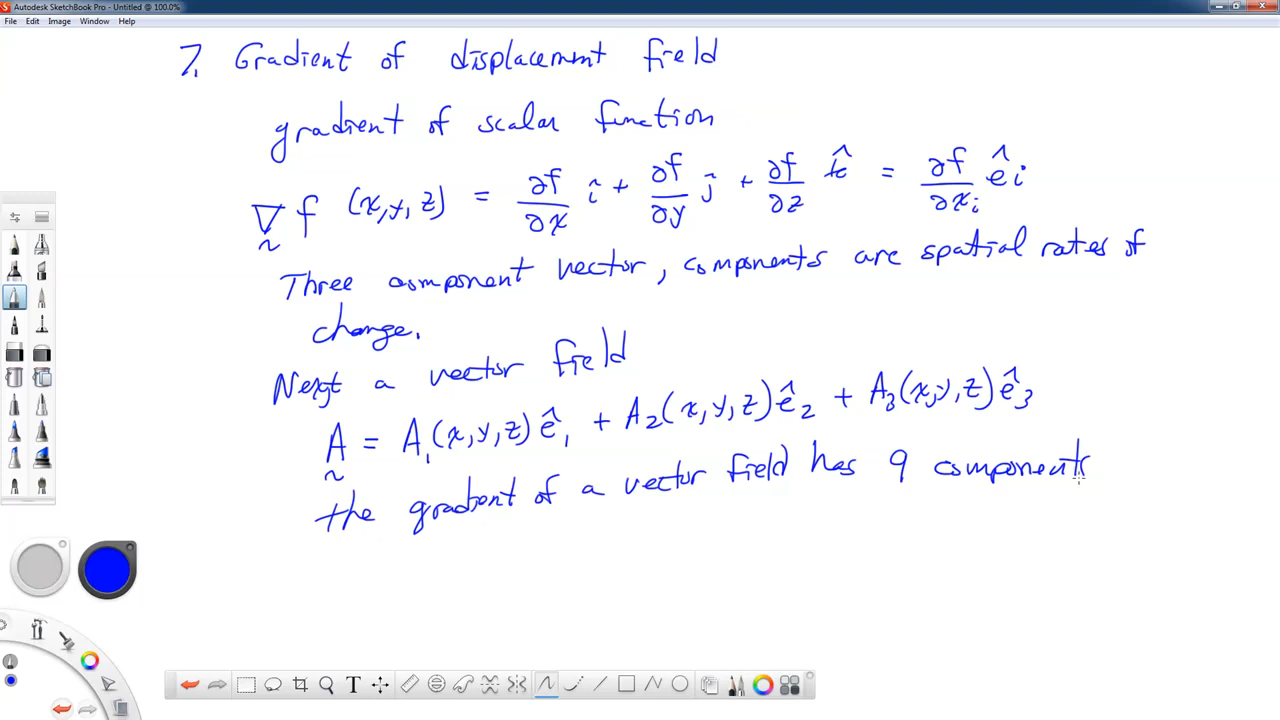 Autodesk SketchBook Pro - Untitled @ 100.0%
File Edit Image Window Help
7. Gradient of displacement field
gradient of scalar function
∇ f (x,y,z) = ∂f/∂x î + ∂f/∂y ĵ + ∂f/∂z k̂ = ∂f/∂xᵢ êᵢ
~
Three component vector, components are spatial rates of
change.
Next a vector field
A = A₁(x,y,z) ê₁ + A₂(x,y,z) ê₂ + A₃(x,y,z) ê₃
~
the gradient of a vector field has 9 components
T